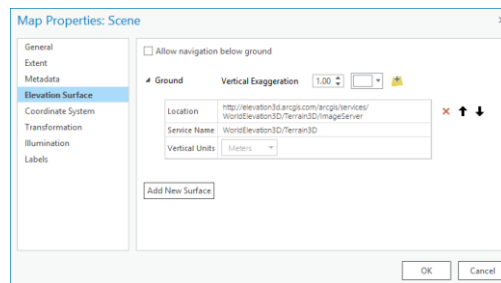 Map Properties: Scene
General
Extent
Metadata
Elevation Surface
Coordinate System
Transformation
Illumination
Labels
Allow navigation below ground
Ground Vertical Exaggeration 1.00
Location http://elevation3d.arcgis.com/arcgis/services/
WorldElevation3D/Terrain3D/ImageServer
Service Name WorldElevation3D/Terrain3D
Vertical Units Meters
Add New Surface
OK Cancel